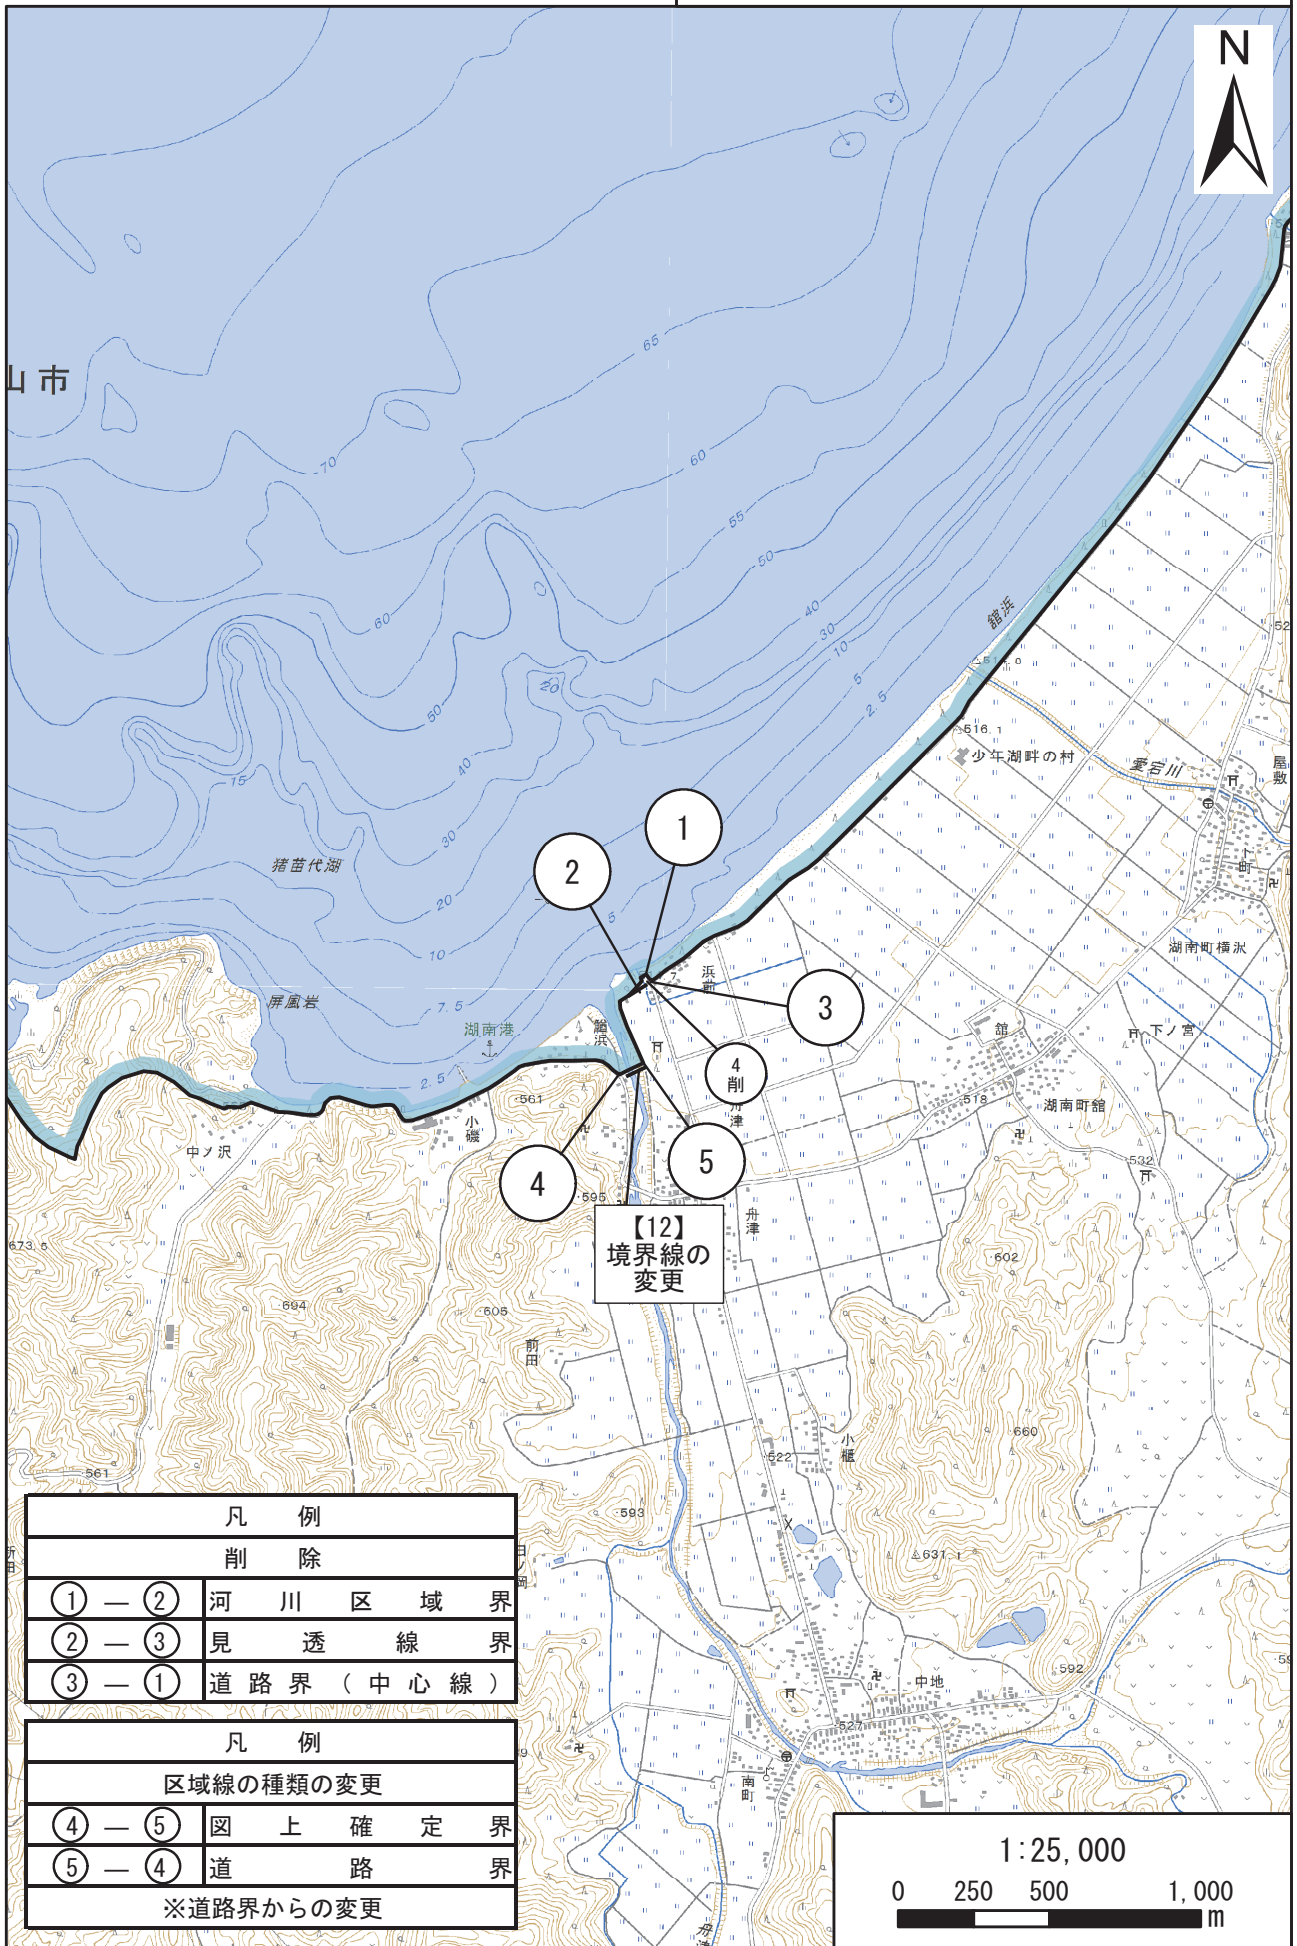 N
山市
65
70
60
55
50
60
40
30
10
5
2.5
20
50
40
15
30
20
10
5
7.5
2.5
舘浜
516.1
少年湖畔の村
愛宕川
屋敷
下町
湖南町横沢
猪苗代湖
屏風岩
湖南港
浜前
1
2
3
4
削
舘
下ノ宮
湖南町舘
518
532
561
小磯
中ノ沢
600
舟津
4
5
595
舟津
【12】
境界線の
変更
673.5
694
605
602
前田
550
660
小櫃
522
561
593
631.1
592
中地
527
550
南町
凡 例
削 除
① — ② 河川区域界
② — ③ 見透線界
③ — ① 道路界（中心線）
凡 例
区域線の種類の変更
④ — ⑤ 図上確定界
⑤ — ④ 道路界
※道路界からの変更
1:25,000
0 250 500 1,000
m